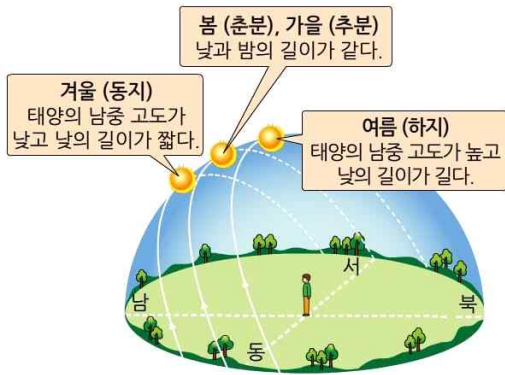 봄 (춘분), 가을 (추분)
낮과 밤의 길이가 같다.
겨울 (동지)
태양의 남중 고도가
낮고 낮의 길이가 짧다.
여름 (하지)
태양의 남중 고도가 높고
낮의 길이가 길다.
서
남
북
동